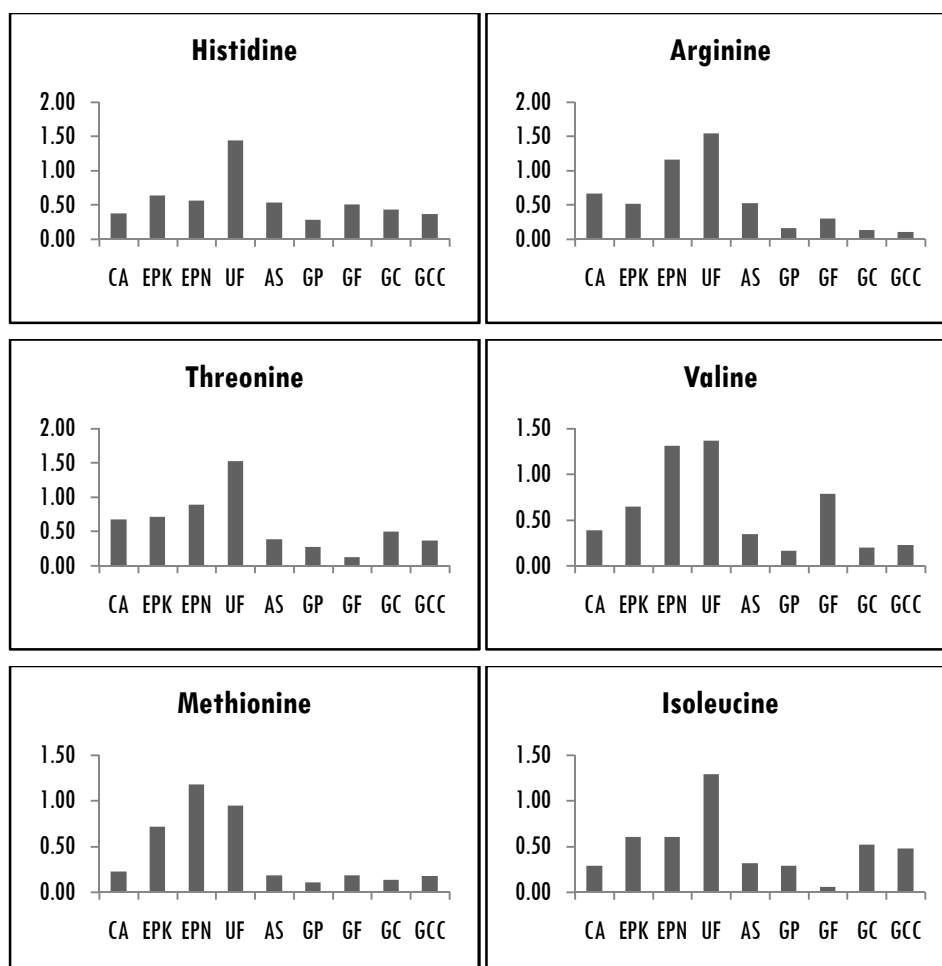 Histidine
2.00
1.50
1.00
0.50
0.00
CA EPK EPN UF AS GP GF GC GCC
Arginine
2.00
1.50
1.00
0.50
0.00
CA EPK EPN UF AS GP GF GC GCC
Threonine
2.00
1.50
1.00
0.50
0.00
CA EPK EPN UF AS GP GF GC GCC
Valine
1.50
1.00
0.50
0.00
CA EPK EPN UF AS GP GF GC GCC
Methionine
1.50
1.00
0.50
0.00
CA EPK EPN UF AS GP GF GC GCC
Isoleucine
1.50
1.00
0.50
0.00
CA EPK EPN UF AS GP GF GC GCC